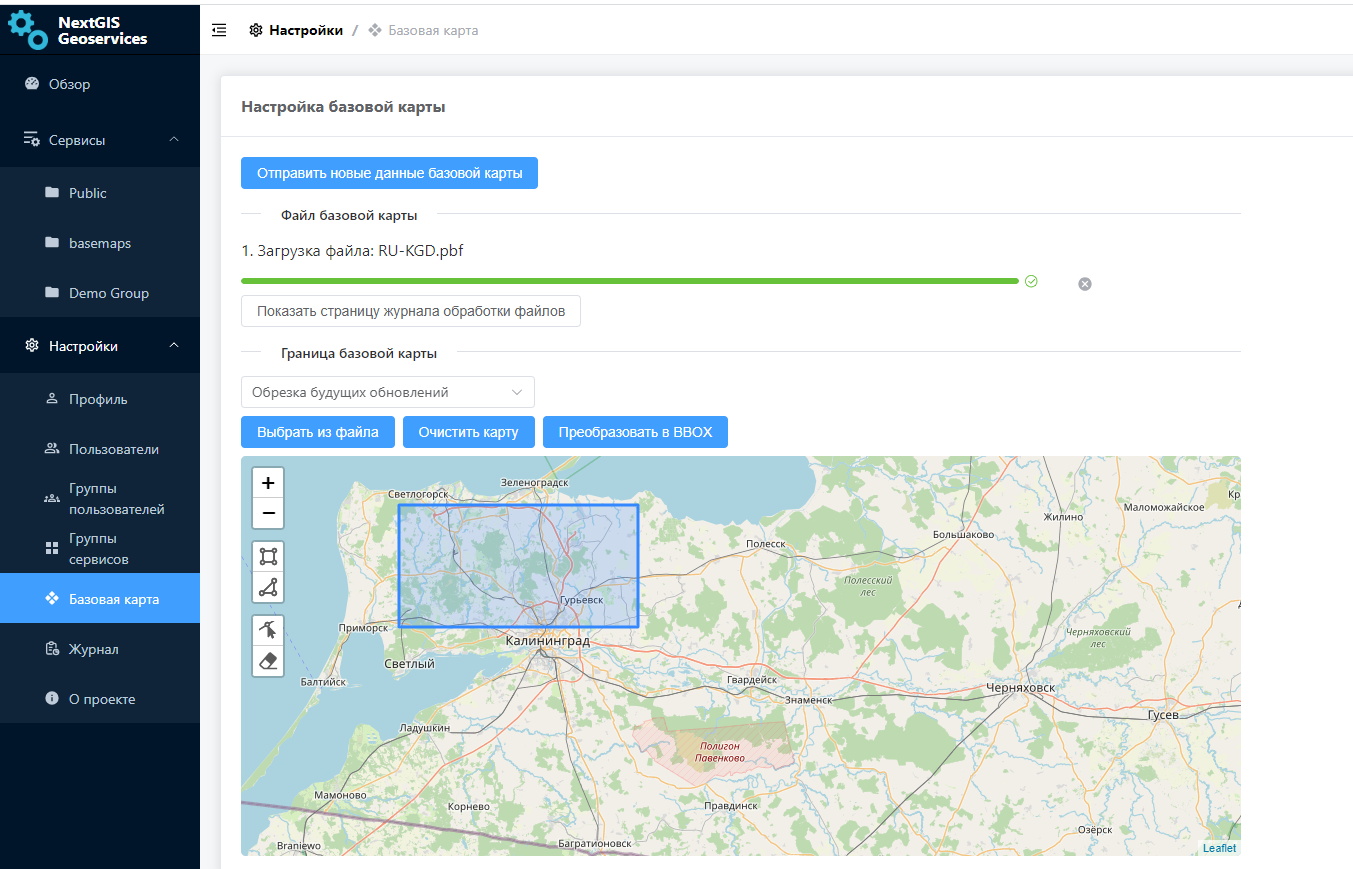 NextGIS
Geoservices
Настройки / Базовая карта
Обзор
Сервисы
Public
basemaps
Demo Group
Настройки
Профиль
Пользователи
Группы
пользователей
Группы
сервисов
Базовая карта
Журнал
О проекте
Настройка базовой карты
Отправить новые данные базовой карты
Файл базовой карты
1. Загрузка файла: RU-KGD.pbf
Показать страницу журнала обработки файлов
Граница базовой карты
Обрезка будущих обновлений
Выбрать из файла
Очистить карту
Преобразовать в BBOX
+
−
Зеленоградск
Светлогорск
Кр
Маломожайское
Жилино
Большаково
Полесск
Полесский
лес
Гурьевск
Приморск
Калининград
Черняховский
лес
Светлый
Балтийск
Гвардейск
Знаменск
Черняховск
Гусев
Ладушкин
Полигон
Павенково
Мамоново
Корнево
Правдинск
Озёрск
Багратионовск
Braniewo
Leaflet